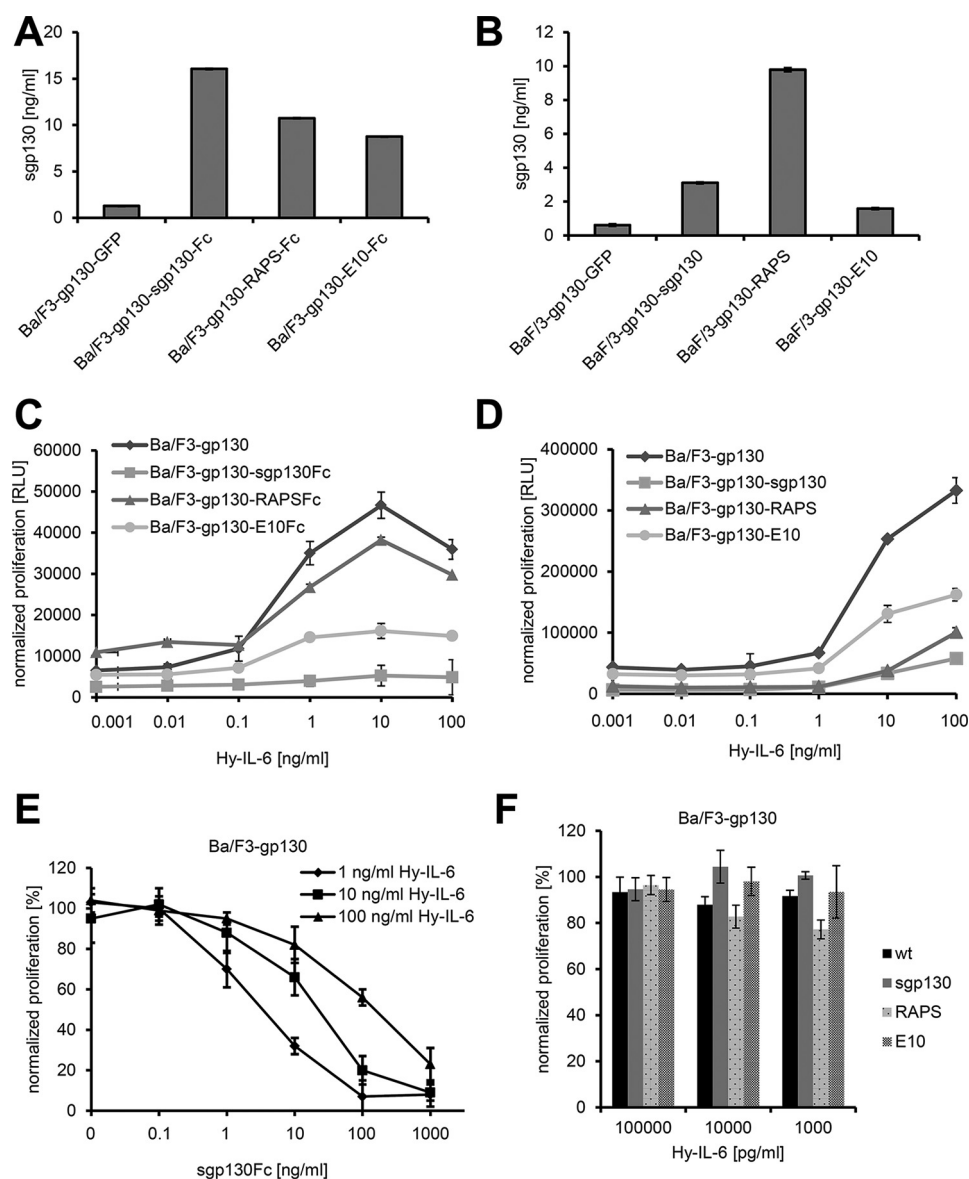 A
sgp130 [ng/ml]
20
15
10
5
0
Ba/F3-gp130-GFP
Ba/F3-gp130-sgp130-Fc
Ba/F3-gp130-RAPS-Fc
Ba/F3-gp130-E10-Fc
B
sgp130 [ng/ml]
12
10
8
6
4
2
0
BaF/3-gp130-GFP
BaF/3-gp130-sgp130
BaF/3-gp130-RAPS
BaF/3-gp130-E10
C
normalized proliferation [RLU]
60000
50000
40000
30000
20000
10000
0
Ba/F3-gp130
Ba/F3-gp130-sgp130Fc
Ba/F3-gp130-RAPSFc
Ba/F3-gp130-E10Fc
0.001 0.01 0.1 1 10 100
Hy-IL-6 [ng/ml]
D
normalized proliferation [RLU]
400000
300000
200000
100000
0
Ba/F3-gp130
Ba/F3-gp130-sgp130
Ba/F3-gp130-RAPS
Ba/F3-gp130-E10
0.001 0.01 0.1 1 10 100
Hy-IL-6 [ng/ml]
E
Ba/F3-gp130
normalized proliferation [%]
120
100
80
60
40
20
0
1 ng/ml Hy-IL-6
10 ng/ml Hy-IL-6
100 ng/ml Hy-IL-6
0 0.1 1 10 100 1000
sgp130Fc [ng/ml]
F
Ba/F3-gp130
normalized proliferation [%]
120
100
80
60
40
20
0
wt
sgp130
RAPS
E10
100000 10000 1000
Hy-IL-6 [pg/ml]